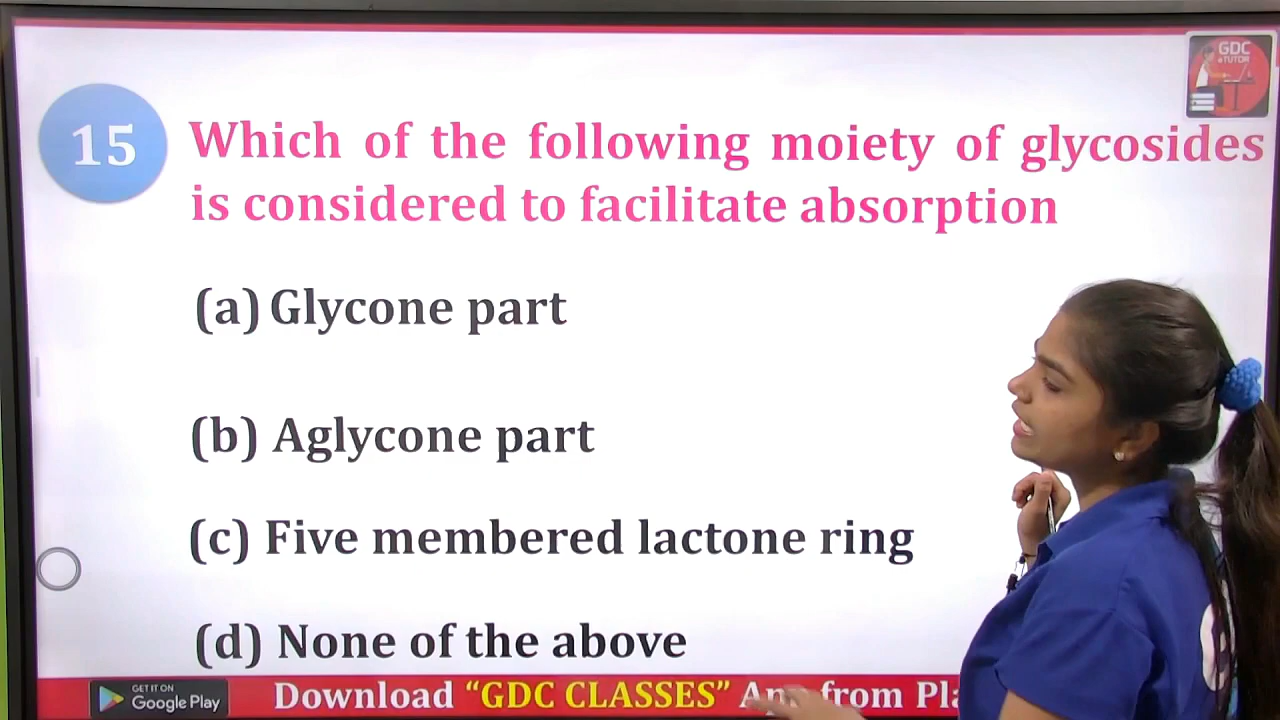 GDC
eTUTOR
15
Which of the following moiety of glycosides
is considered to facilitate absorption
(a) Glycone part
(b) Aglycone part
(c) Five membered lactone ring
(d) None of the above
GET IT ON
Google Play
Download “GDC CLASSES” from